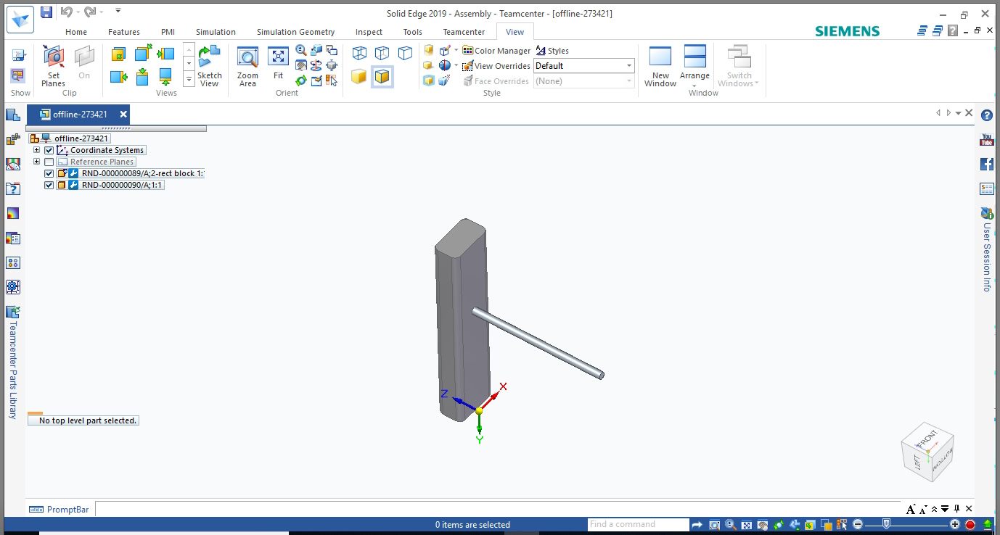 Solid Edge 2019 - Assembly - Teamcenter - [offline-273421]
Home Features PMI Simulation Simulation Geometry Inspect Tools Teamcenter View
SIEMENS
Set Planes
On
Sketch View
Zoom Area
Fit
Color Manager
Styles
View Overrides
Default
Face Overrides
(None)
New Window
Arrange
Switch Windows
Show Clip Views Orient Style Window
offline-273421
offline-273421
Coordinate Systems
Reference Planes
RND-000000089/A;2-rect block 1:
RND-000000090/A;1:1
You
Tube
User Session Info
Teamcenter Parts Library
No top level part selected.
X
Z
Y
FRONT
LEFT
BOTTOM
PromptBar
0 items are selected
Find a command